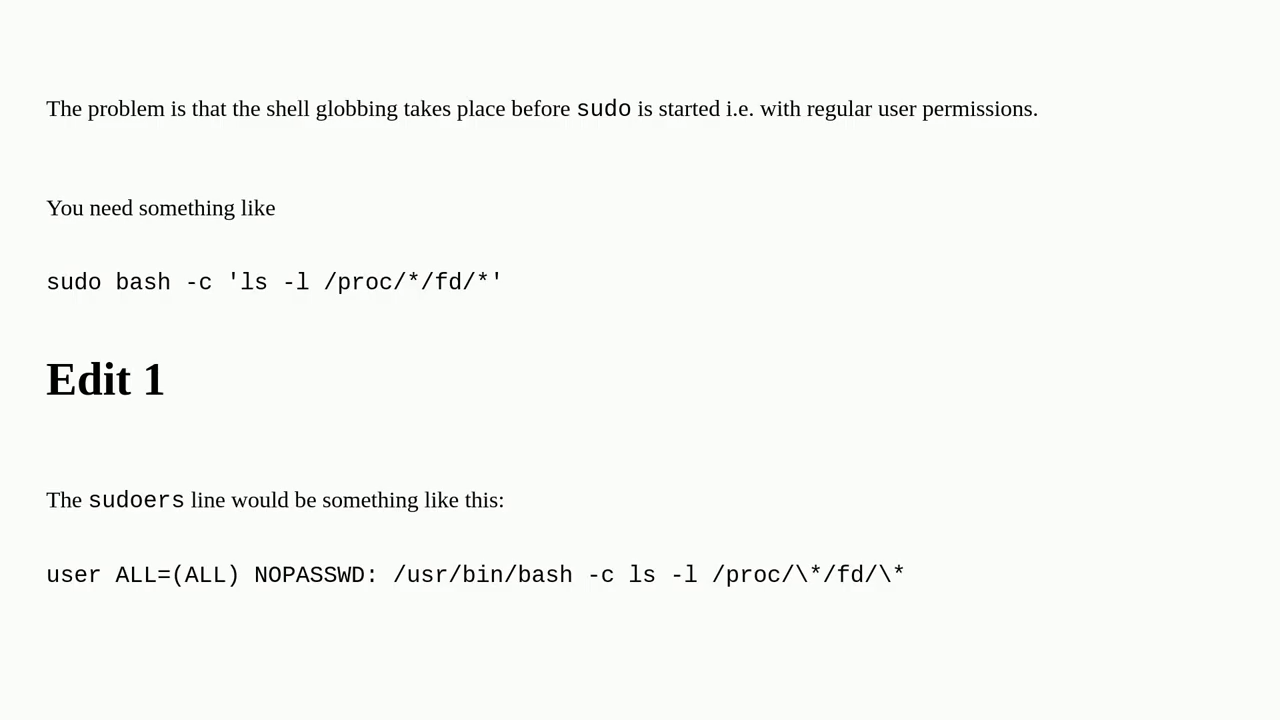 The problem is that the shell globbing takes place before sudo is started i.e. with regular user permissions.
You need something like
sudo bash -c 'ls -l /proc/*/fd/*'
Edit 1
The sudoers line would be something like this:
user ALL=(ALL) NOPASSWD: /usr/bin/bash -c ls -l /proc/\*/fd/\*